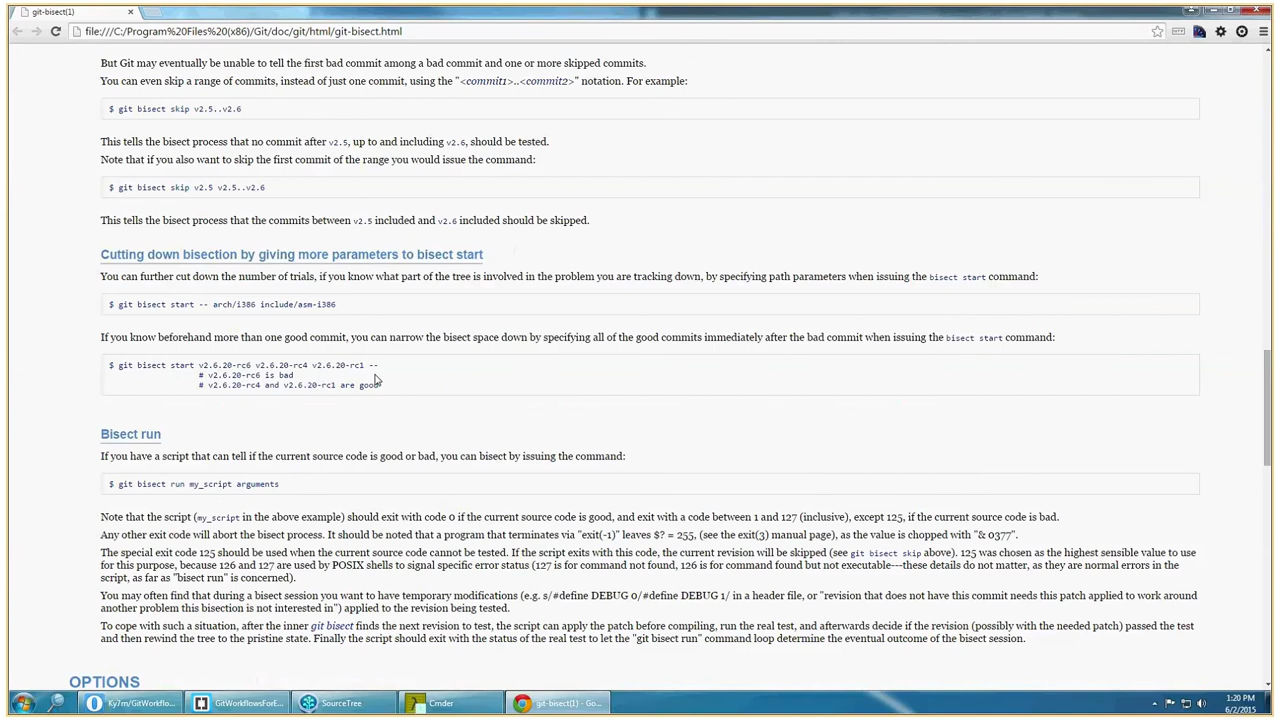 git-bisect(1)
file:///C:/Program%20Files%20(x86)/Git/doc/git/html/git-bisect.html
But Git may eventually be unable to tell the first bad commit among a bad commit and one or more skipped commits.
You can even skip a range of commits, instead of just one commit, using the "<commit1>..<commit2>" notation. For example:
$ git bisect skip v2.5..v2.6
This tells the bisect process that no commit after v2.5, up to and including v2.6, should be tested.
Note that if you also want to skip the first commit of the range you would issue the command:
$ git bisect skip v2.5 v2.5..v2.6
This tells the bisect process that the commits between v2.5 included and v2.6 included should be skipped.
Cutting down bisection by giving more parameters to bisect start
You can further cut down the number of trials, if you know what part of the tree is involved in the problem you are tracking down, by specifying path parameters when issuing the bisect start command:
$ git bisect start -- arch/i386 include/asm-i386
If you know beforehand more than one good commit, you can narrow the bisect space down by specifying all of the good commits immediately after the bad commit when issuing the bisect start command:
$ git bisect start v2.6.20-rc6 v2.6.20-rc4 v2.6.20-rc1 --
# v2.6.20-rc6 is bad
# v2.6.20-rc4 and v2.6.20-rc1 are good
Bisect run
If you have a script that can tell if the current source code is good or bad, you can bisect by issuing the command:
$ git bisect run my_script arguments
Note that the script (my_script in the above example) should exit with code 0 if the current source code is good, and exit with a code between 1 and 127 (inclusive), except 125, if the current source code is bad.
Any other exit code will abort the bisect process. It should be noted that a program that terminates via "exit(-1)" leaves $? = 255, (see the exit(3) manual page), as the value is chopped with "& 0377".
The special exit code 125 should be used when the current source code cannot be tested. If the script exits with this code, the current revision will be skipped (see git bisect skip above). 125 was chosen as the highest sensible value to use
for this purpose, because 126 and 127 are used by POSIX shells to signal specific error status (127 is for command not found, 126 is for command found but not executable---these details do not matter, as they are normal errors in the
script, as far as "bisect run" is concerned).
You may often find that during a bisect session you want to have temporary modifications (e.g. s/#define DEBUG 0/#define DEBUG 1/ in a header file, or "revision that does not have this commit needs this patch applied to work around
another problem this bisection is not interested in") applied to the revision being tested.
To cope with such a situation, after the inner git bisect finds the next revision to test, the script can apply the patch before compiling, run the real test, and afterwards decide if the revision (possibly with the needed patch) passed the test
and then rewind the tree to the pristine state. Finally the script should exit with the status of the real test to let the "git bisect run" command loop determine the eventual outcome of the bisect session.
OPTIONS
Ky7m/GitWorkflow...
GitWorkflowsForE...
SourceTree
Cmder
git-bisect(1) - Go...
1:20 PM
6/2/2015